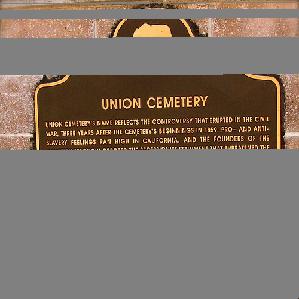 UNION CEMETERY
UNION CEMETERY'S NAME REFLECTS THE CONTROVERSY THAT ERUPTED IN THE CIVIL
WAR. THREE YEARS AFTER THE CEMETERY'S BEGINNINGS IN 1859, PRO- AND ANTI-
SLAVERY FEELINGS RAN HIGH IN CALIFORNIA, AND THE FOUNDERS OF THE